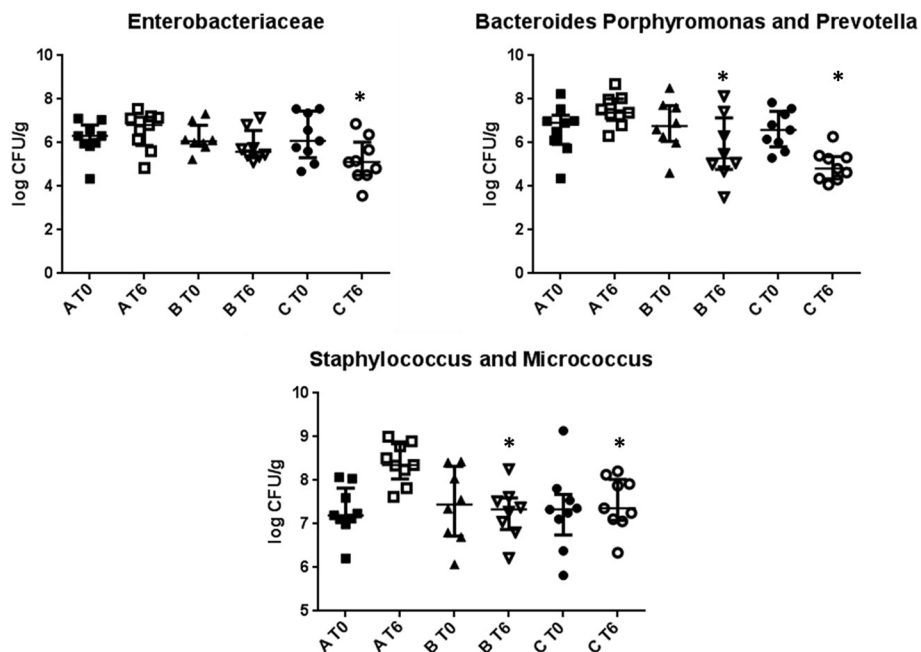 Enterobacteriaceae
log CFU/g
10
8
6
4
2
0
A T0
A T6
B T0
B T6
C T0
C T6
*
Bacteroides Porphyromonas and Prevotella
log CFU/g
10
8
6
4
2
0
A T0
A T6
B T0
B T6
C T0
C T6
*
*
Staphylococcus and Micrococcus
log CFU/g
10
9
8
7
6
5
A T0
A T6
B T0
B T6
C T0
C T6
*
*